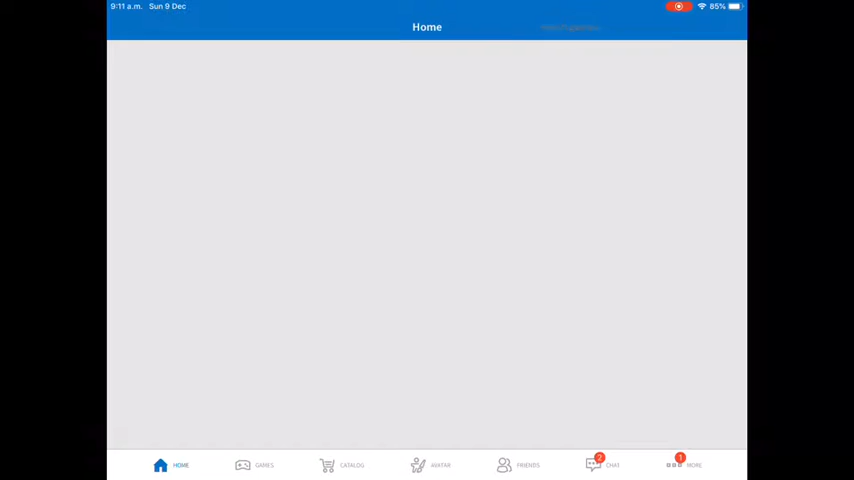 9:11 a.m. Sun 9 Dec 85%
Home
HOME GAMES CATALOG AVATAR FRIENDS 2 CHAT 1 MORE